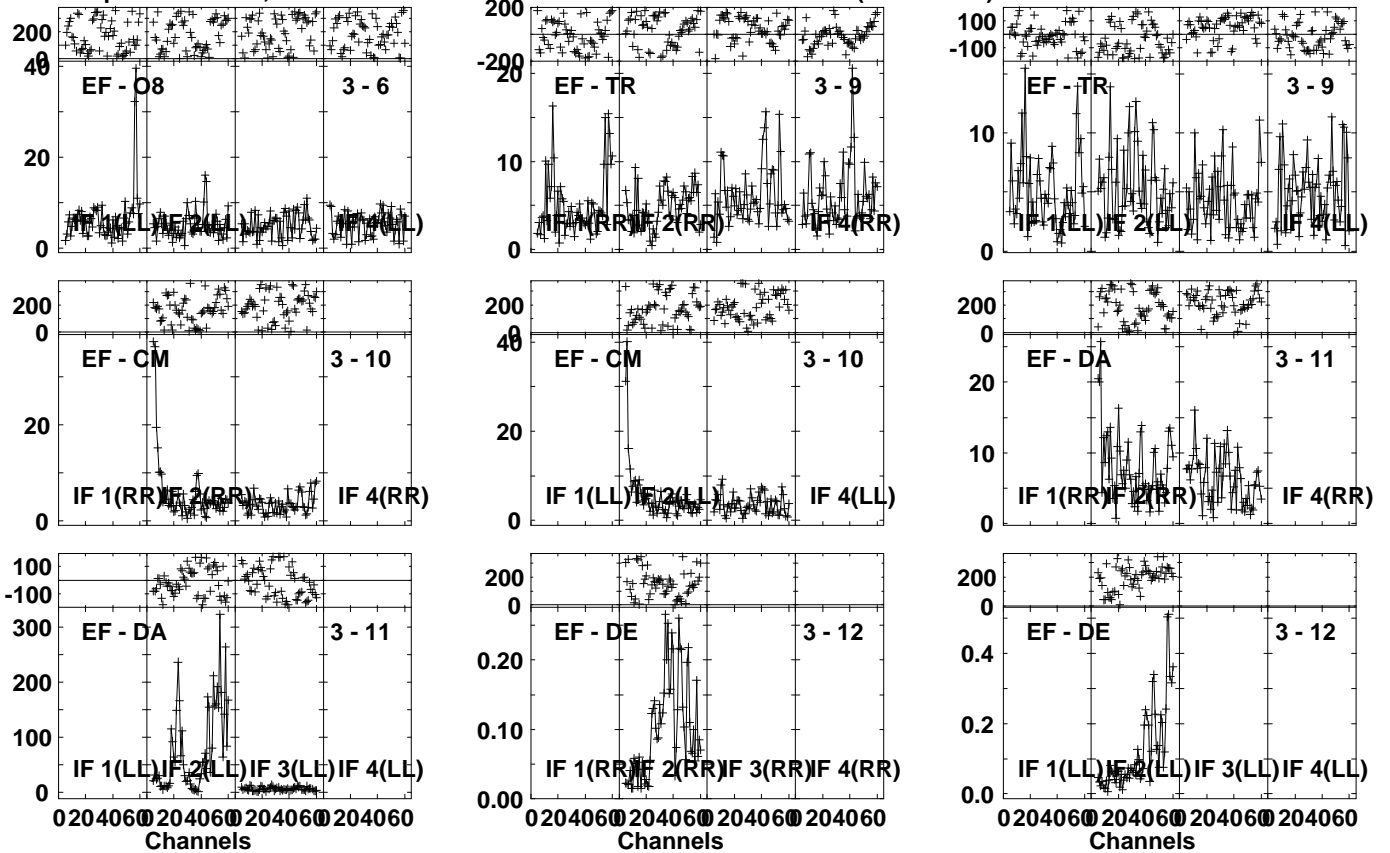 200
0
40
EF - O8
3 - 6
20
0
IF 1(LL)
IF 2(LL)
IF 4(LL)
200
-200
20
EF - TR
3 - 9
10
0
IF 1(RR)
IF 2(RR)
IF 4(RR)
100
-100
EF - TR
3 - 9
10
0
IF 1(LL)
IF 2(LL)
IF 4(LL)
200
0
EF - CM
3 - 10
20
0
IF 1(RR)
IF 2(RR)
IF 4(RR)
200
0
40
EF - CM
3 - 10
20
0
IF 1(LL)
IF 2(LL)
IF 4(LL)
200
0
EF - DA
3 - 11
20
10
0
IF 1(RR)
IF 2(RR)
IF 4(RR)
100
-100
300
EF - DA
3 - 11
200
100
0
IF 1(LL)
IF 2(LL)
IF 3(LL)
IF 4(LL)
0 20 40 60 0 20 40 60 0 20 40 60 0 20 40 60
Channels
200
0
EF - DE
3 - 12
0.20
0.10
0.00
IF 1(RR)
IF 2(RR)
IF 3(RR)
IF 4(RR)
0 20 40 60 0 20 40 60 0 20 40 60 0 20 40 60
Channels
200
0
EF - DE
3 - 12
0.4
0.2
0.0
IF 1(LL)
IF 2(LL)
IF 3(LL)
IF 4(LL)
0 20 40 60 0 20 40 60 0 20 40 60 0 20 40 60
Channels